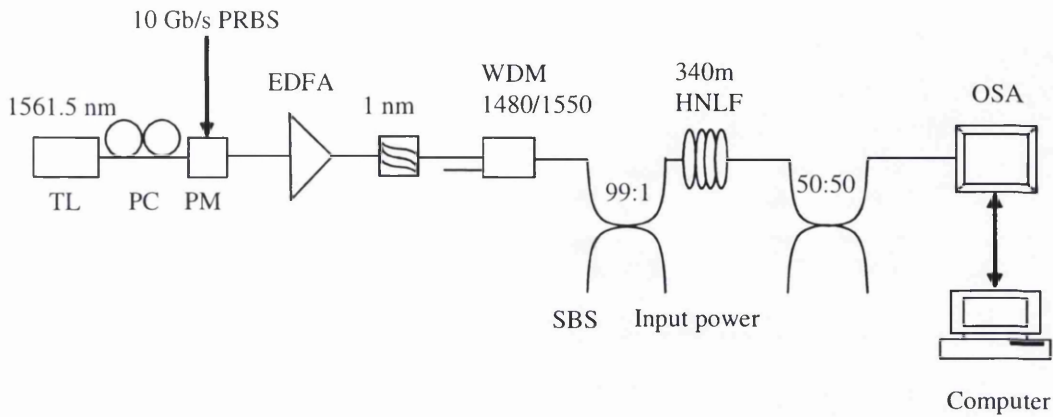 10 Gb/s PRBS
EDFA
WDM
1480/1550
340m
HNLF
OSA
1561.5 nm
1 nm
99:1
50:50
TL
PC
PM
SBS
Input power
Computer